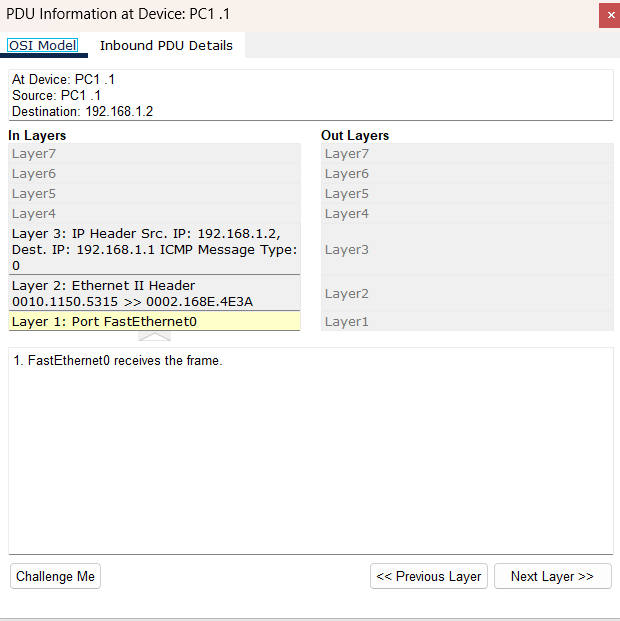 PDU Information at Device: PC1 .1
OSI Model Inbound PDU Details
At Device: PC1 .1
Source: PC1 .1
Destination: 192.168.1.2
In Layers
Layer7
Layer6
Layer5
Layer4
Layer 3: IP Header Src. IP: 192.168.1.2,
Dest. IP: 192.168.1.1 ICMP Message Type:
0
Layer 2: Ethernet II Header
0010.1150.5315 >> 0002.168E.4E3A
Layer 1: Port FastEthernet0
Out Layers
Layer7
Layer6
Layer5
Layer4
Layer3
Layer2
Layer1
1. FastEthernet0 receives the frame.
Challenge Me
<< Previous Layer
Next Layer >>